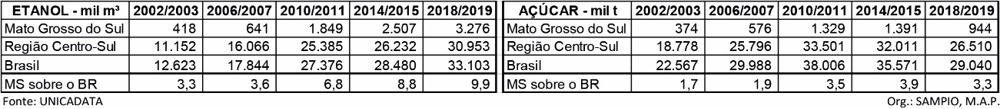 ETANOL - mil m³ 2002/2003 2006/2007 2010/2011 2014/2015 2018/2019
Mato Grosso do Sul 418 641 1.849 2.507 3.276
Região Centro-Sul 11.152 16.066 25.385 26.232 30.953
Brasil 12.623 17.844 27.376 28.480 33.103
MS sobre o BR 3,3 3,6 6,8 8,8 9,9
AÇÚCAR - mil t 2002/2003 2006/2007 2010/2011 2014/2015 2018/2019
Mato Grosso do Sul 374 576 1.329 1.391 944
Região Centro-Sul 18.778 25.796 33.501 32.011 26.510
Brasil 22.567 29.988 38.006 35.571 29.040
MS sobre o BR 1,7 1,9 3,5 3,9 3,3
Fonte: UNICADATA
Org.: SAMPIO, M.A.P.